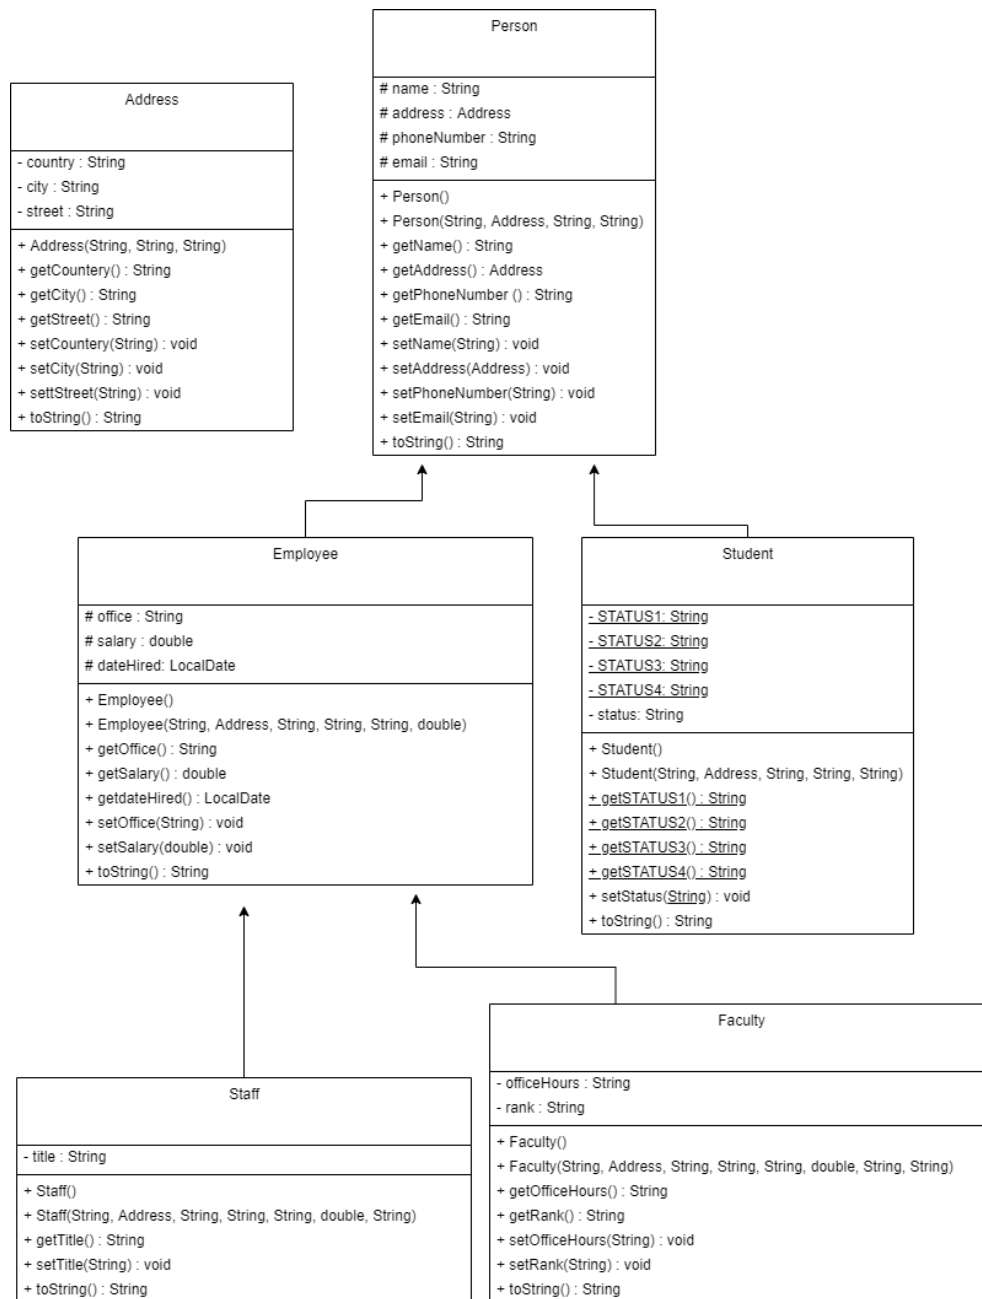 Person
# name : String
# address : Address
# phoneNumber : String
# email : String
+ Person()
+ Person(String, Address, String, String)
+ getName() : String
+ getAddress() : Address
+ getPhoneNumber () : String
+ getEmail() : String
+ setName(String) : void
+ setAddress(Address) : void
+ setPhoneNumber(String) : void
+ setEmail(String) : void
+ toString() : String
Address
- country : String
- city : String
- street : String
+ Address(String, String, String)
+ getCountery() : String
+ getCity() : String
+ getStreet() : String
+ setCountery(String) : void
+ setCity(String) : void
+ settStreet(String) : void
+ toString() : String
Employee
# office : String
# salary : double
# dateHired: LocalDate
+ Employee()
+ Employee(String, Address, String, String, String, double)
+ getOffice() : String
+ getSalary() : double
+ getdateHired() : LocalDate
+ setOffice(String) : void
+ setSalary(double) : void
+ toString() : String
Student
- STATUS1: String
- STATUS2: String
- STATUS3: String
- STATUS4: String
- status: String
+ Student()
+ Student(String, Address, String, String, String)
+ getSTATUS1() : String
+ getSTATUS2() : String
+ getSTATUS3() : String
+ getSTATUS4() : String
+ setStatus(String) : void
+ toString() : String
Staff
- title : String
+ Staff()
+ Staff(String, Address, String, String, String, double, String)
+ getTitle() : String
+ setTitle(String) : void
+ toString() : String
Faculty
- officeHours : String
- rank : String
+ Faculty()
+ Faculty(String, Address, String, String, String, double, String, String)
+ getOfficeHours() : String
+ getRank() : String
+ setOfficeHours(String) : void
+ setRank(String) : void
+ toString() : String